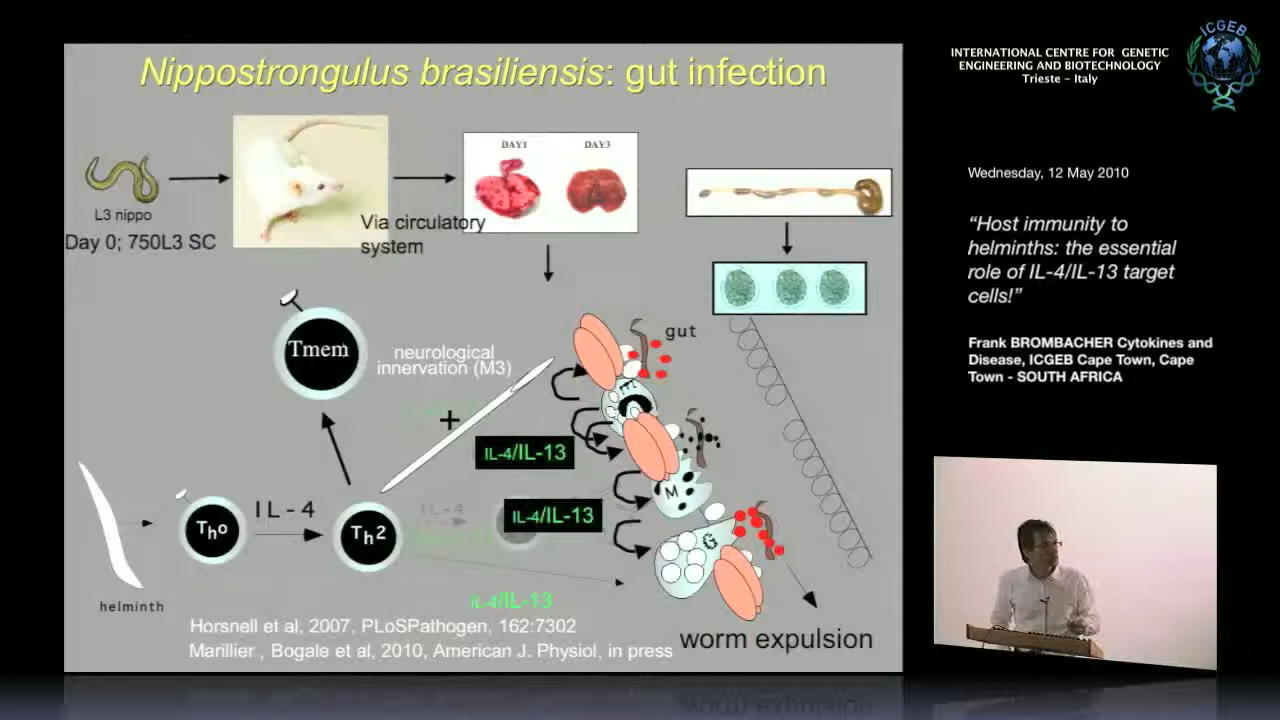 Nippostrongulus brasiliensis: gut infection
DAY1
DAY3
L3 nippo
Day 0; 750L3 SC
Via circulatory
system
Tmem
neurological
innervation (M3)
gut
+
IL-4/IL-13
M
IL-4
IL-4
IL-4/IL-13
Th0
Th2
G
helminth
IL-4/IL-13
Horsnell et al, 2007, PLoSPathogen, 162:7302
Marillier , Bogale et al, 2010, American J. Physiol, in press
worm expulsion
INTERNATIONAL CENTRE FOR GENETIC
ENGINEERING AND BIOTECHNOLOGY
Trieste - Italy
ICGEB
Wednesday, 12 May 2010
“Host immunity to
helminths: the essential
role of IL-4/IL-13 target
cells!”
Frank BROMBACHER Cytokines and
Disease, ICGEB Cape Town, Cape
Town - SOUTH AFRICA